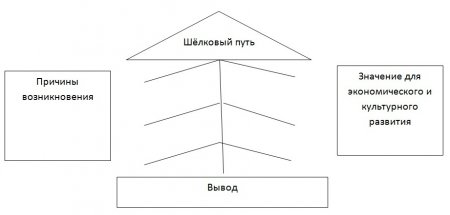 Шёлковый путь
Причины
возникновения
Значение для
экономического и
культурного
развития
Вывод